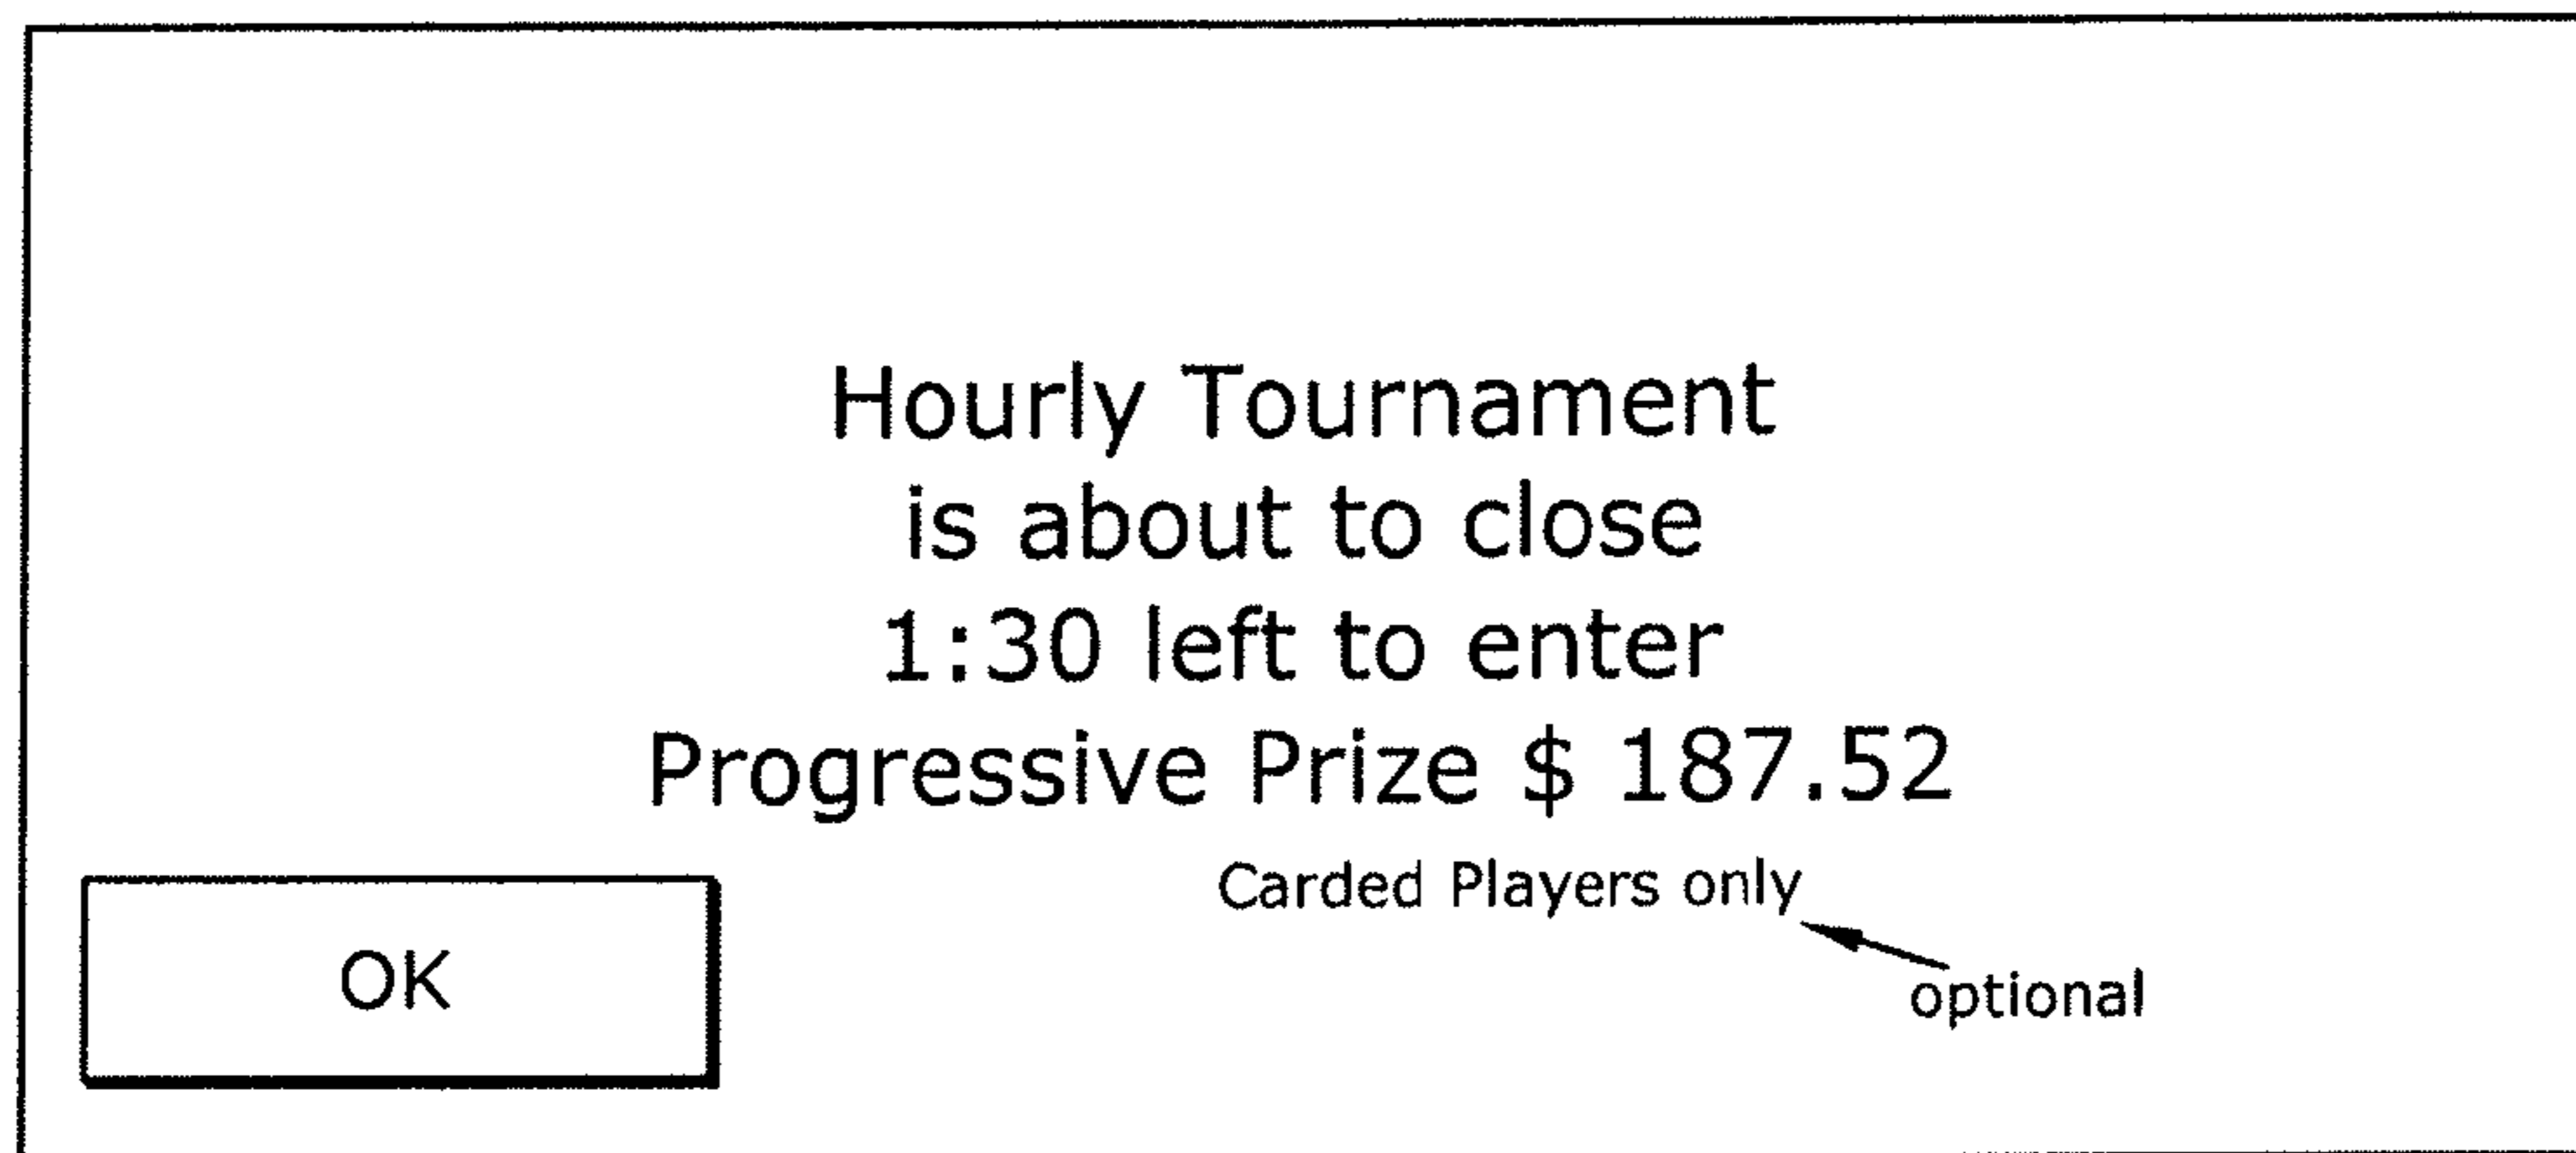 Hourly Tournament
is about to close
1:30 left to enter
Progressive Prize $ 187.52
Carded Players only
optional
OK